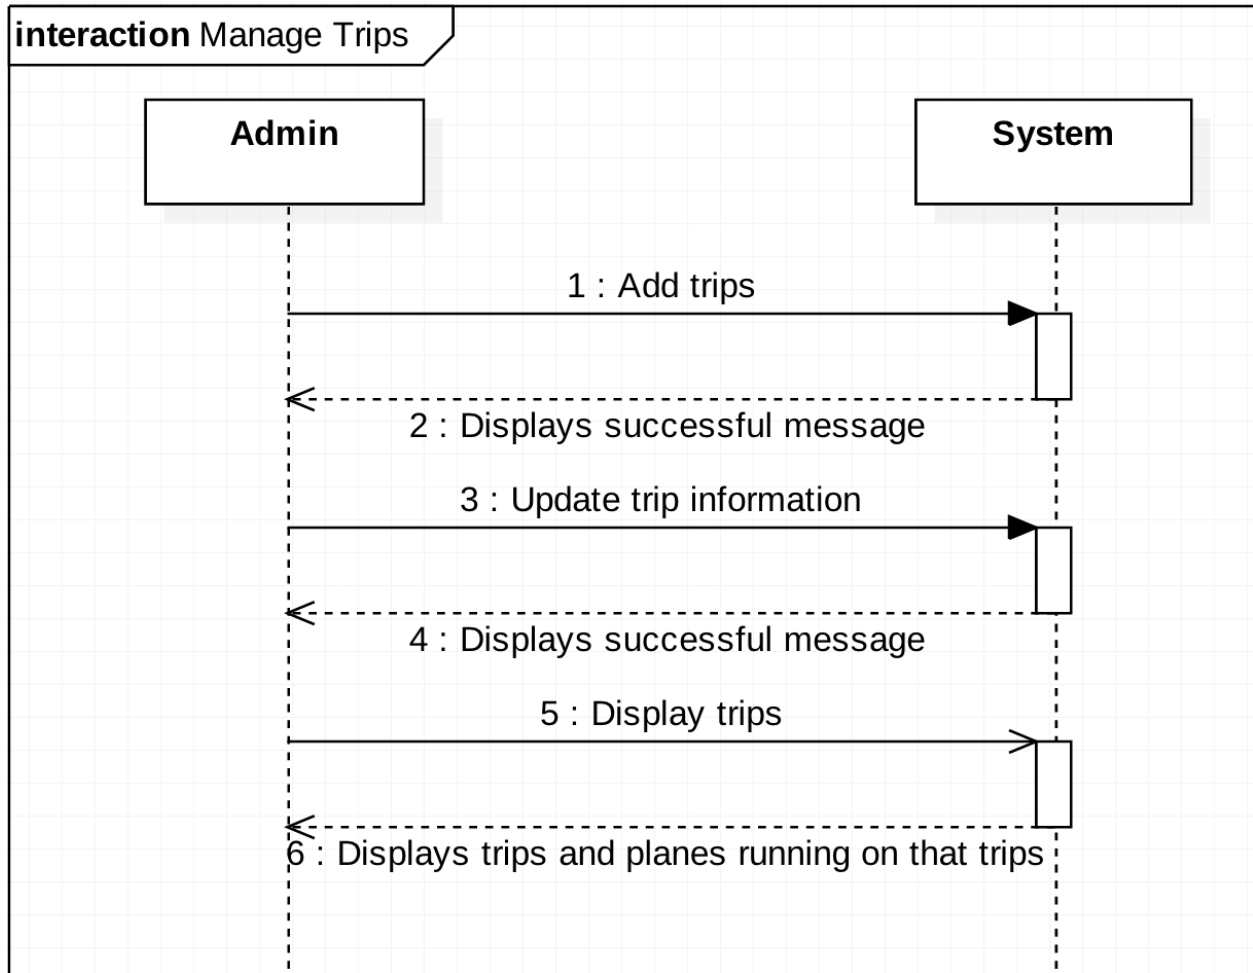 interaction Manage Trips
Admin
System
1 : Add trips
2 : Displays successful message
3 : Update trip information
4 : Displays successful message
5 : Display trips
6 : Displays trips and planes running on that trips